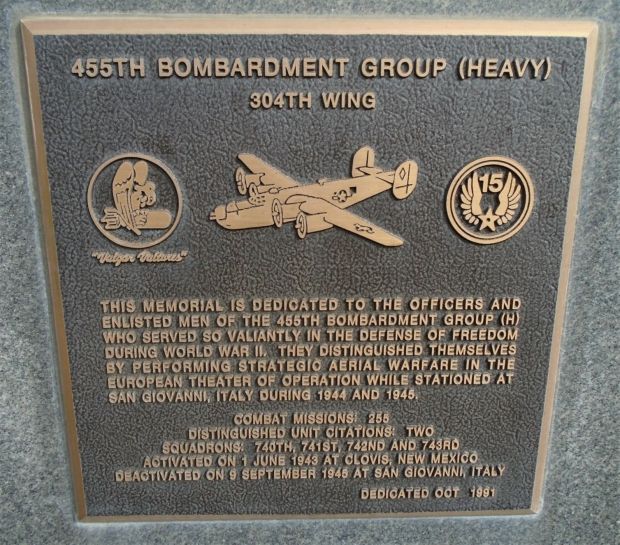 455TH BOMBARDMENT GROUP (HEAVY)
304TH WING
15
"Vulgar Vultures"
THIS MEMORIAL IS DEDICATED TO THE OFFICERS AND
ENLISTED MEN OF THE 455TH BOMBARDMENT GROUP (H)
WHO SERVED SO VALIANTLY IN THE DEFENSE OF FREEDOM
DURING WORLD WAR II. THEY DISTINGUISHED THEMSELVES
BY PERFORMING STRATEGIC AERIAL WARFARE IN THE
EUROPEAN THEATER OF OPERATION WHILE STATIONED AT
SAN GIOVANNI, ITALY DURING 1944 AND 1945.
COMBAT MISSIONS: 255
DISTINGUISHED UNIT CITATIONS: TWO
SQUADRONS: 740TH, 741ST, 742ND AND 743RD
ACTIVATED ON 1 JUNE 1943 AT CLOVIS, NEW MEXICO
DEACTIVATED ON 9 SEPTEMBER 1945 AT SAN GIOVANNI, ITALY
DEDICATED OCT 1991